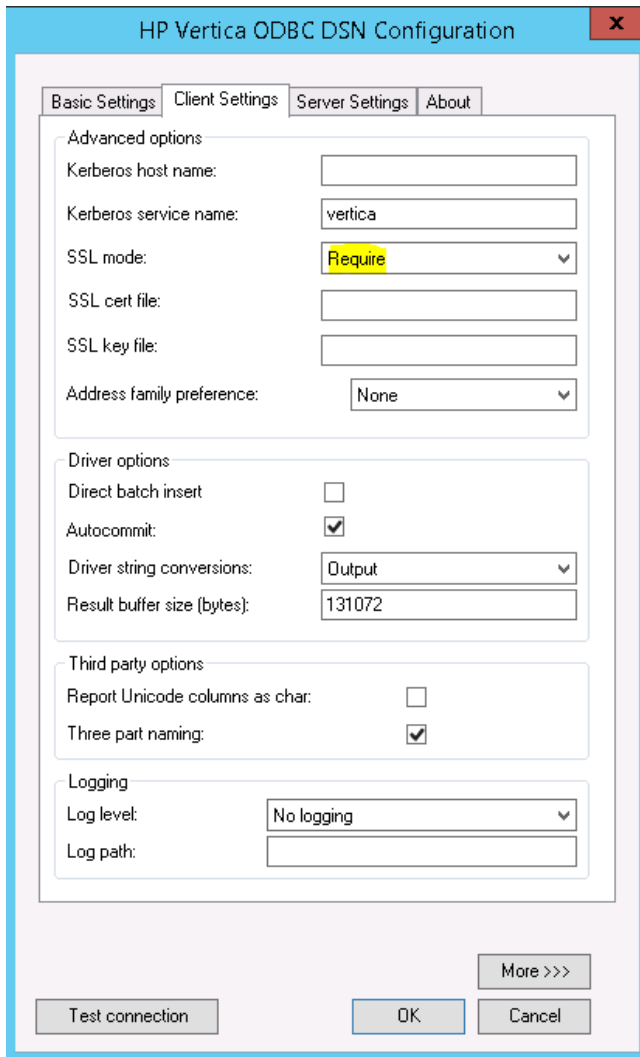 HP Vertica ODBC DSN Configuration
x
Basic Settings Client Settings Server Settings About
Advanced options
Kerberos host name:
Kerberos service name: vertica
SSL mode: Require
SSL cert file:
SSL key file:
Address family preference: None
Driver options
Direct batch insert
Autocommit:
Driver string conversions: Output
Result buffer size (bytes): 131072
Third party options
Report Unicode columns as char:
Three part naming:
Logging
Log level: No logging
Log path:
More >>>
Test connection OK Cancel